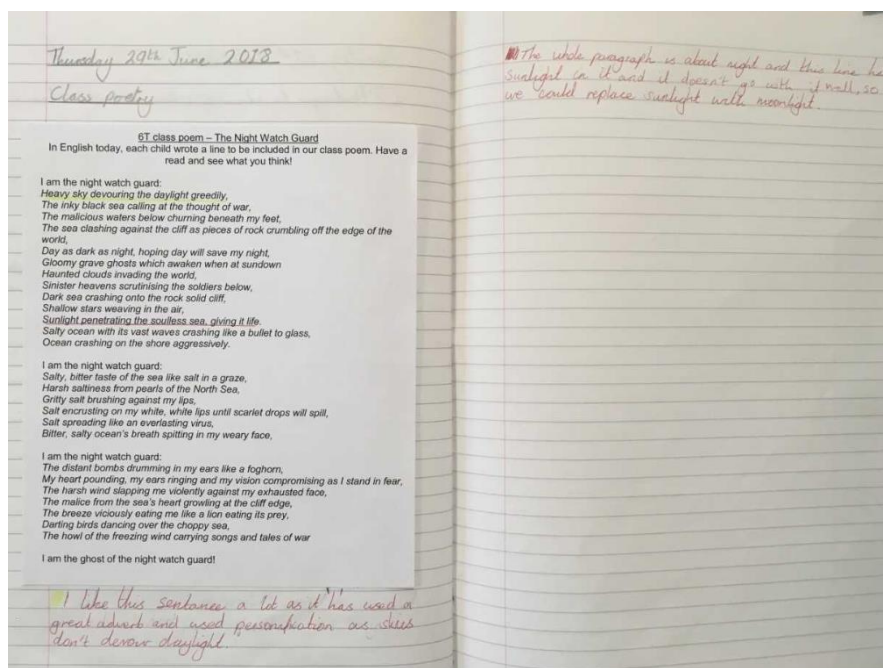 Thursday 29th June 2018
Class poetry
6T class poem – The Night Watch Guard
In English today, each child wrote a line to be included in our class poem. Have a
read and see what you think!
I am the night watch guard:
Heavy sky devouring the daylight greedily,
The inky black sea calling at the thought of war,
The malicious waters below churning beneath my feet,
The sea clashing against the cliff as pieces of rock crumbling off the edge of the
world,
Day as dark as night, hoping day will save my night,
Gloomy grave ghosts which awaken when at sundown
Haunted clouds invading the world,
Sinister heavens scrutinising the soldiers below,
Dark sea crashing onto the rock solid cliff,
Shallow stars weaving in the air,
Sunlight penetrating the soulless sea, giving it life.
Salty ocean with its vast waves crashing like a bullet to glass,
Ocean crashing on the shore aggressively.
I am the night watch guard:
Salty, bitter taste of the sea like salt in a graze,
Harsh saltiness from pearls of the North Sea,
Gritty salt brushing against my lips,
Salt encrusting on my white, white lips until scarlet drops will spill,
Salt spreading like an everlasting virus,
Bitter, salty ocean's breath spitting in my weary face,
I am the night watch guard:
The distant bombs drumming in my ears like a foghorn,
My heart pounding, my ears ringing and my vision compromising as I stand in fear,
The harsh wind slapping me violently against my exhausted face,
The malice from the sea's heart growling at the cliff edge,
The breeze viciously eating me like a lion eating its prey,
Darting birds dancing over the choppy sea,
The howl of the freezing wind carrying songs and tales of war
I am the ghost of the night watch guard!
I like this sentance a lot as it has used a
great adverb and used personification as skies
don't devour daylight.
The whole paragraph is about night and this line has
sunlight in it and it doesn't go with it well, so
we could replace sunlight with moonlight.